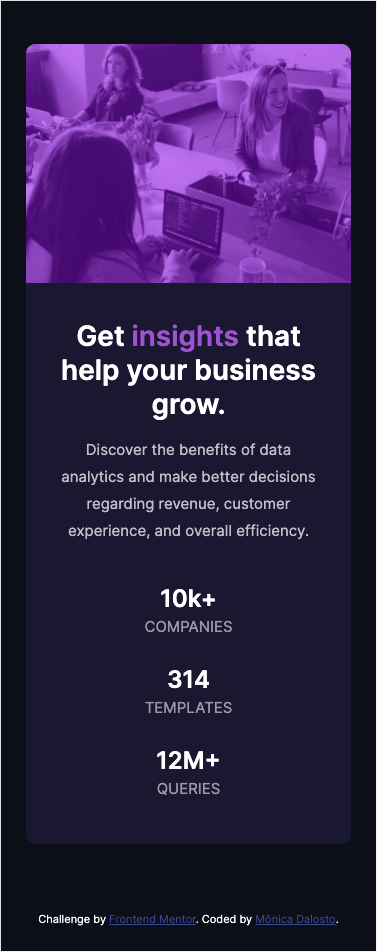 Get insights that
help your business
grow.
Discover the benefits of data
analytics and make better decisions
regarding revenue, customer
experience, and overall efficiency.
10k+
COMPANIES
314
TEMPLATES
12M+
QUERIES
Challenge by Frontend Mentor. Coded by Mônica Dalosto.